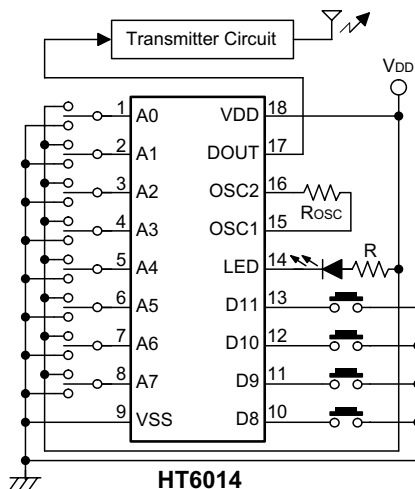 Transmitter Circuit
VDD
1 A0 VDD 18
2 A1 DOUT 17
3 A2 OSC2 16
ROSC
4 A3 OSC1 15
5 A4 LED 14 R
6 A5 D11 13
7 A6 D10 12
8 A7 D9 11
9 VSS D8 10
HT6014